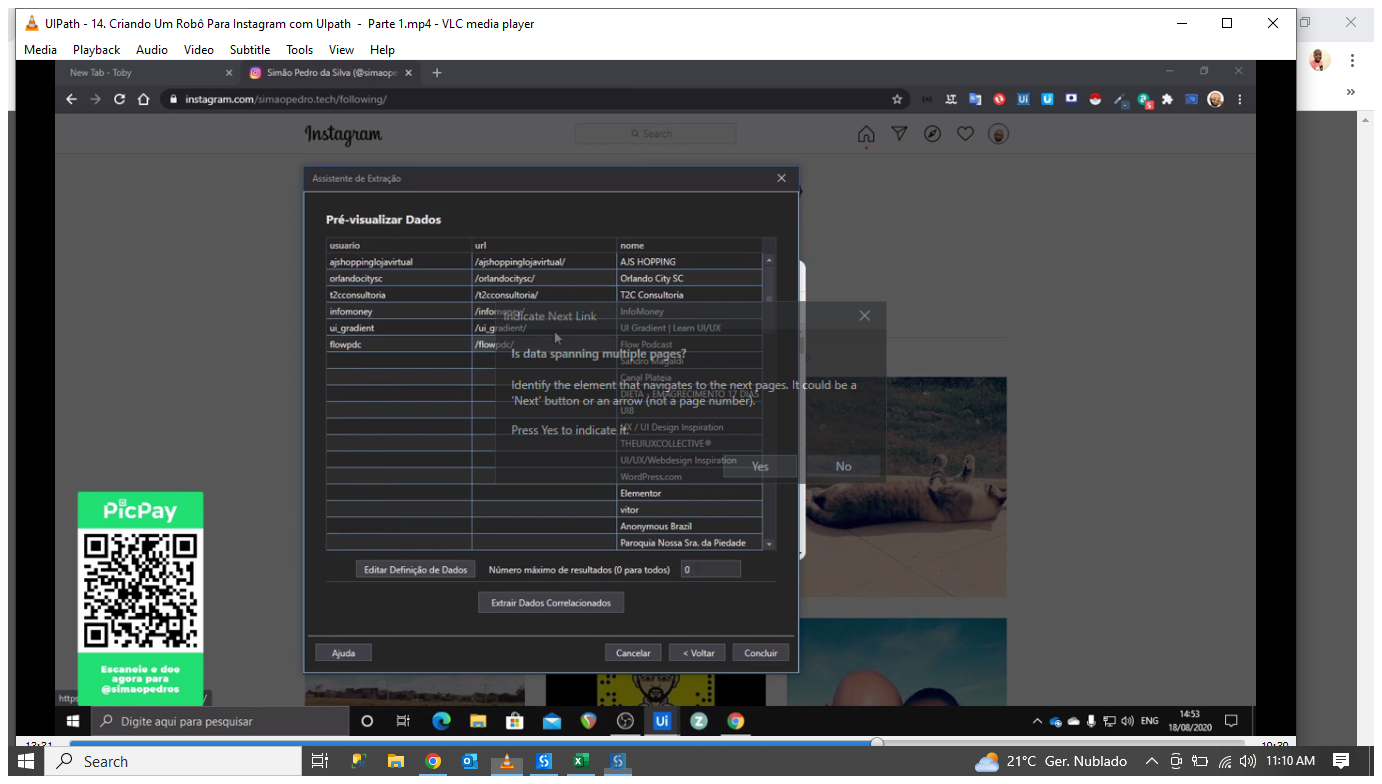 UIPath - 14. Criando Um Robô Para Instagram com UIpath - Parte 1.mp4 - VLC media player
Media Playback Audio Video Subtitle Tools View Help
New Tab - Toby
Simão Pedro da Silva (@simaope
instagram.com/simaopedro.tech/following/
Instagram
Search
Assistente de Extração
Pré-visualizar Dados
usuario url nome
ajshoppinglojavirtual /ajshoppinglojavirtual/ AJS HOPPING
orlandocitysc /orlandocitysc/ Orlando City SC
t2cconsultoria /t2cconsultoria/ T2C Consultoria
infomoney /infomoney/ InfoMoney
ui_gradient /ui_gradient/ UI Gradient | Learn UI/UX
flowpdc /flowpdc/ Flow Podcast
Sandro Magaldi
Canal Plateia
DIETA - EMAGRECIMENTO 17 DIAS
UI8
UX / UI Design Inspiration
THEUIUXCOLLECTIVE®
UI/UX/Webdesign Inspiration
WordPress.com
Elementor
vitor
Anonymous Brazil
Paroquia Nossa Sra. da Piedade
Indicate Next Link
Is data spanning multiple pages?
Identify the element that navigates to the next pages. It could be a
'Next' button or an arrow (not a page number).
Press Yes to indicate it.
Yes No
Editar Definição de Dados Número máximo de resultados (0 para todos) 0
Extrair Dados Correlacionados
Ajuda Cancelar < Voltar Concluir
PicPay
Escaneie e doe
agora para
@simaopedros
https
Digite aqui para pesquisar
Ui
ENG
14:53
18/08/2020
Search
21°C Ger. Nublado
11:10 AM